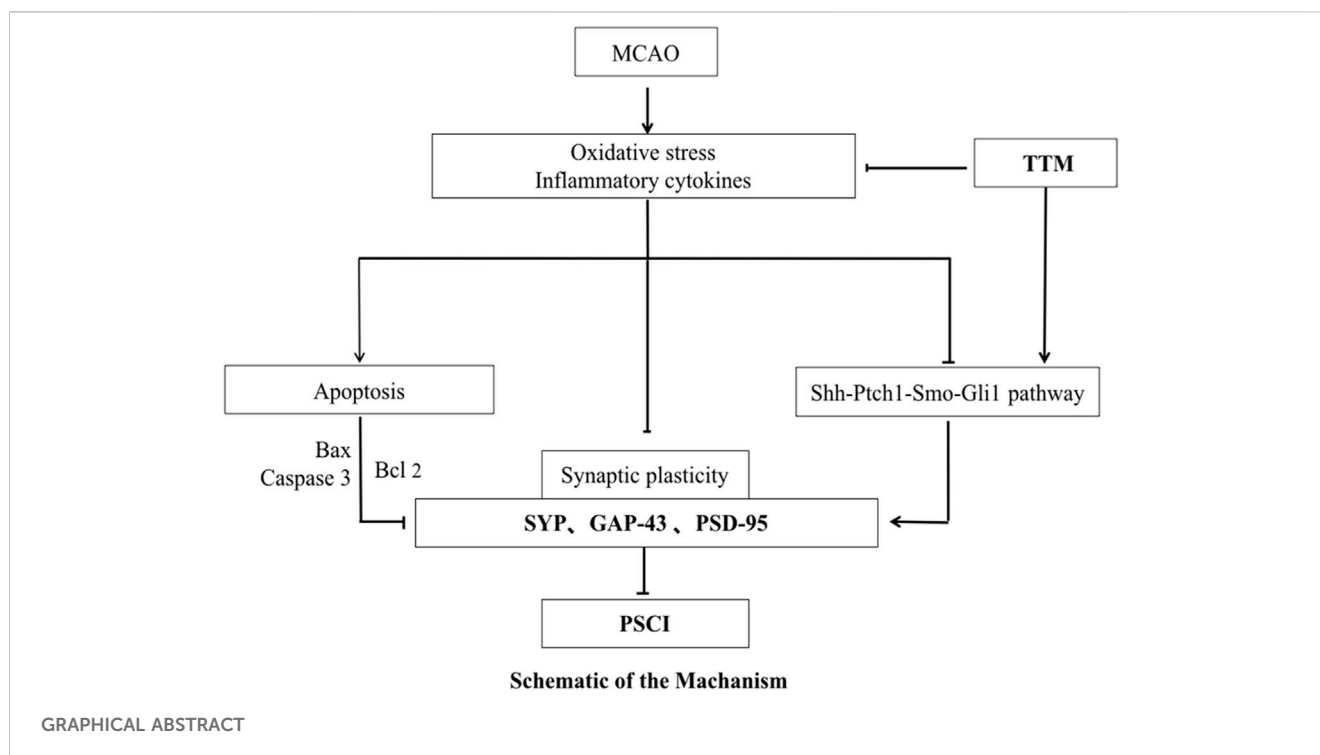 MCAO
Oxidative stress
Inflammatory cytokines
TTM
Apoptosis
Shh-Ptch1-Smo-Gli1 pathway
Bax
Caspase 3
Bcl 2
Synaptic plasticity
SYP、GAP-43 、PSD-95
PSCI
Schematic of the Machanism
GRAPHICAL ABSTRACT